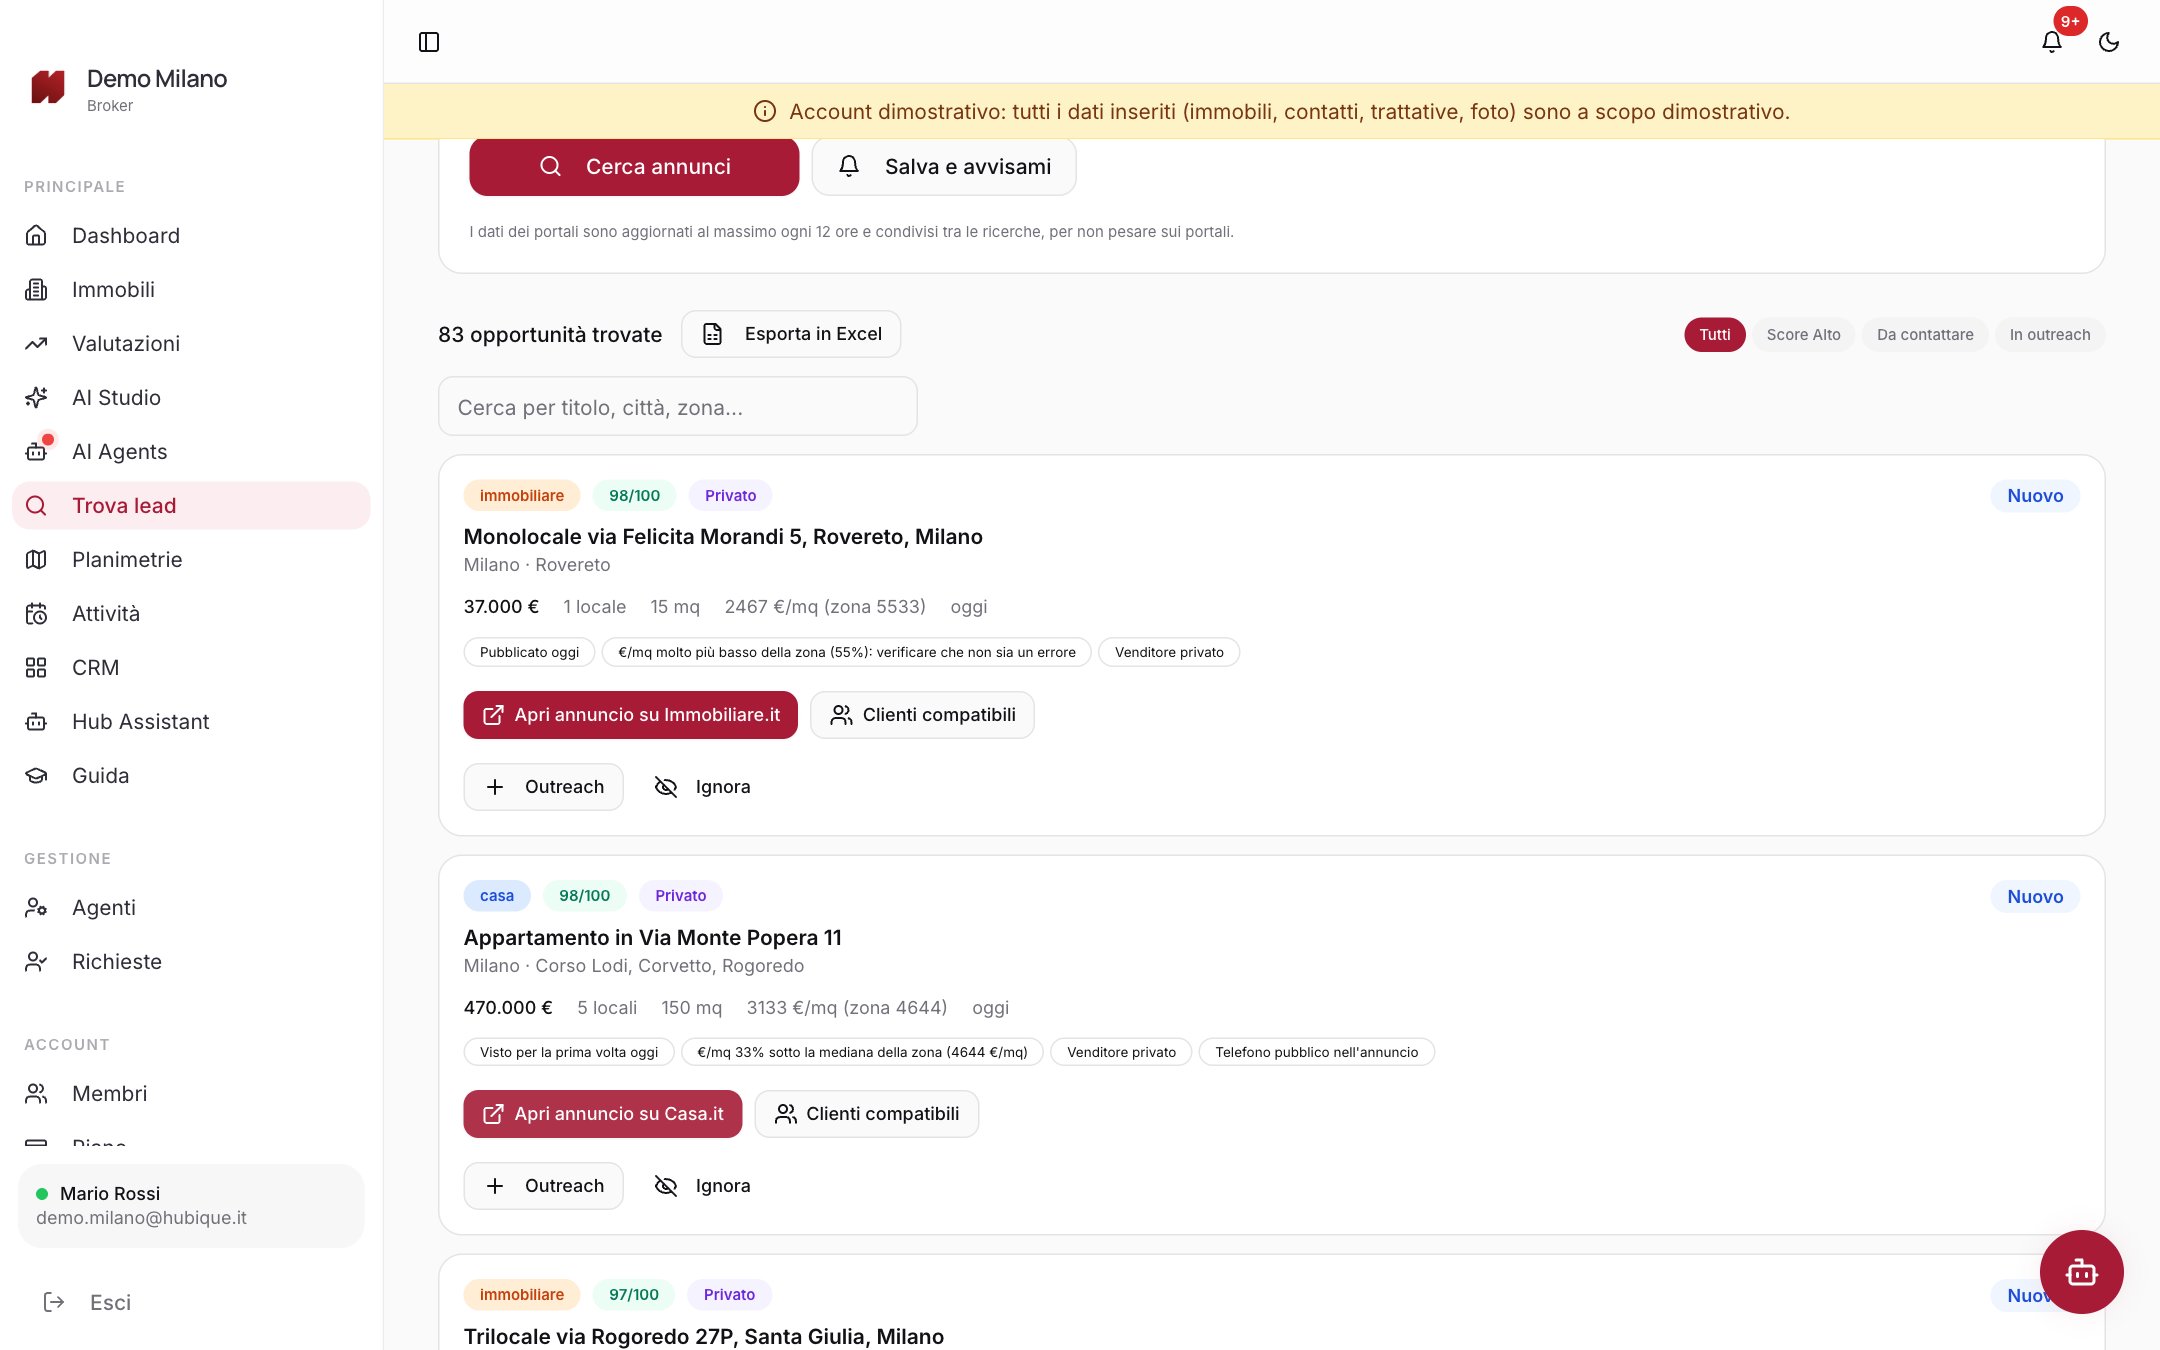 Demo Milano
Broker
PRINCIPALE
Dashboard
Immobili
Valutazioni
AI Studio
AI Agents
Trova lead
Planimetrie
Attività
CRM
Hub Assistant
Guida
GESTIONE
Agenti
Richieste
ACCOUNT
Membri
Mario Rossi
demo.milano@hubique.it
Esci
9+
Account dimostrativo: tutti i dati inseriti (immobili, contatti, trattative, foto) sono a scopo dimostrativo.
Cerca annunci
Salva e avvisami
I dati dei portali sono aggiornati al massimo ogni 12 ore e condivisi tra le ricerche, per non pesare sui portali.
83 opportunità trovate
Esporta in Excel
Tutti
Score Alto
Da contattare
In outreach
Cerca per titolo, città, zona...
immobiliare
98/100
Privato
Nuovo
Monolocale via Felicita Morandi 5, Rovereto, Milano
Milano · Rovereto
37.000 € 1 locale 15 mq 2467 €/mq (zona 5533) oggi
Pubblicato oggi
€/mq molto più basso della zona (55%): verificare che non sia un errore
Venditore privato
Apri annuncio su Immobiliare.it
Clienti compatibili
Outreach
Ignora
casa
98/100
Privato
Nuovo
Appartamento in Via Monte Popera 11
Milano · Corso Lodi, Corvetto, Rogoredo
470.000 € 5 locali 150 mq 3133 €/mq (zona 4644) oggi
Visto per la prima volta oggi
€/mq 33% sotto la mediana della zona (4644 €/mq)
Venditore privato
Telefono pubblico nell'annuncio
Apri annuncio su Casa.it
Clienti compatibili
Outreach
Ignora
immobiliare
97/100
Privato
Trilocale via Rogoredo 27P, Santa Giulia, Milano